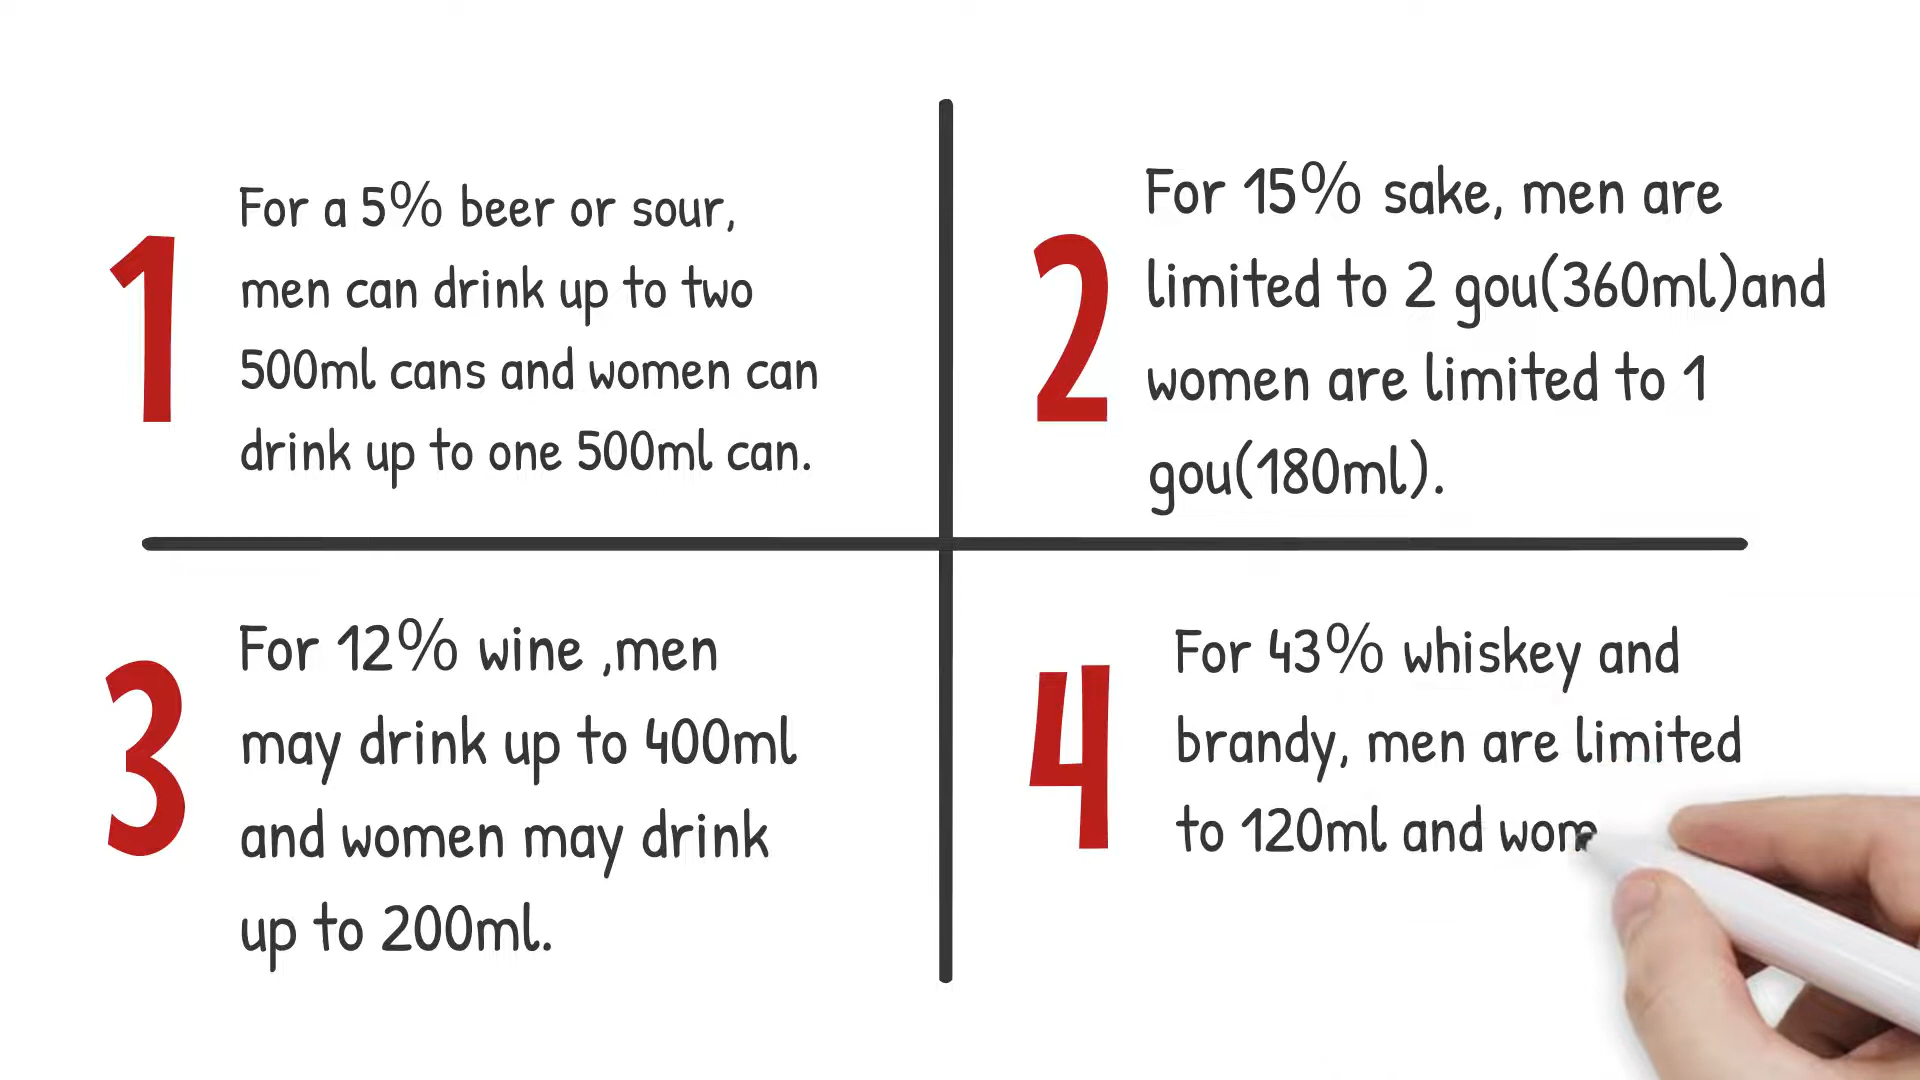 1
For a 5% beer or sour,
men can drink up to two
500ml cans and women can
drink up to one 500ml can.
2
For 15% sake, men are
limited to 2 gou(360ml)and
women are limited to 1
gou(180ml).
3
For 12% wine ,men
may drink up to 400ml
and women may drink
up to 200ml.
4
For 43% whiskey and
brandy, men are limited
to 120ml and wom